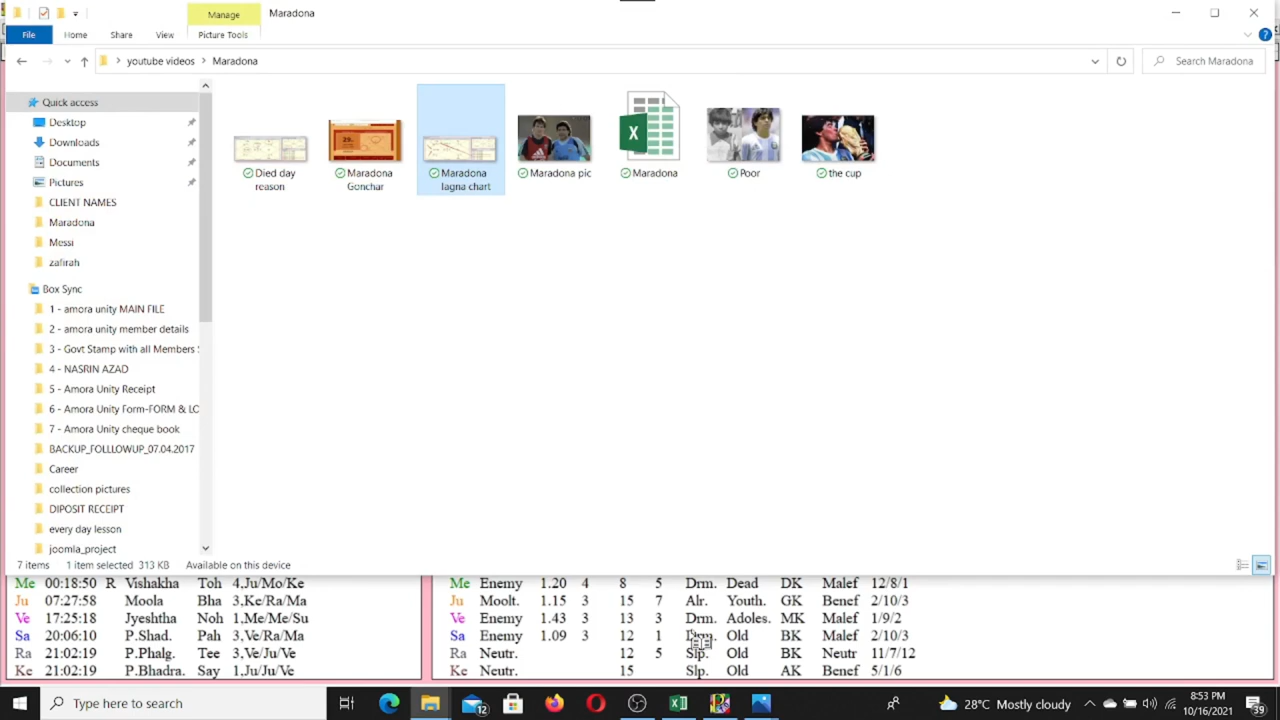 Manage Maradona
File Home Share View Picture Tools
youtube videos > Maradona Search Maradona
Quick access
Desktop
Downloads
Documents
Pictures
CLIENT NAMES
Maradona
Messi
zafirah
Box Sync
1 - amora unity MAIN FILE
2 - amora unity member details
3 - Govt Stamp with all Members S
4 - NASRIN AZAD
5 - Amora Unity Receipt
6 - Amora Unity Form-FORM & LO
7 - Amora Unity cheque book
BACKUP_FOLLLOWUP_07.04.2017
Career
collection pictures
DIPOSIT RECEIPT
every day lesson
joomla_project
Died day reason
Maradona Gonchar
Maradona lagna chart
Maradona pic
Maradona
Poor
the cup
7 items 1 item selected 313 KB Available on this device
Me 00:18:50 R Vishakha Toh 4,Ju/Mo/Ke
Ju 07:27:58 Moola Bha 3,Ke/Ra/Ma
Ve 17:25:18 Jyeshtha Noh 1,Me/Me/Su
Sa 20:06:10 P.Shad. Pah 3,Ve/Ra/Ma
Ra 21:02:19 P.Phalg. Tee 3,Ve/Ju/Ve
Ke 21:02:19 P.Bhadra. Say 1,Ju/Ju/Ve
Me Enemy 1.20 4 8 5 Drm. Dead DK Malef 12/8/1
Ju Moolt. 1.15 3 15 7 Alr. Youth. GK Benef 2/10/3
Ve Enemy 1.43 3 13 3 Drm. Adoles. MK Malef 1/9/2
Sa Enemy 1.09 3 12 1 Drm. Old BK Malef 2/10/3
Ra Neutr. 12 5 Slp. Old BK Neutr 11/7/12
Ke Neutr. 15 Slp. Old AK Benef 5/1/6
Type here to search 12 28°C Mostly cloudy 8:53 PM
10/16/2021 39